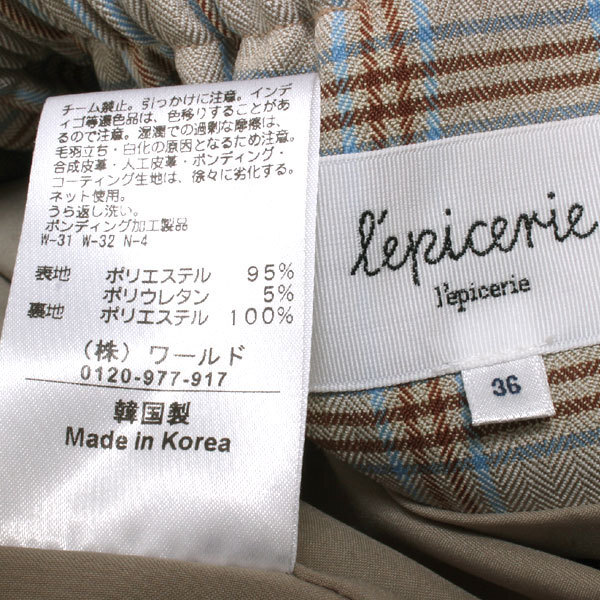 チーム禁止。引っかけに注意。インデ
ィゴ等濃色品は、色移りすることがあ
るので注意。湿潤での過剰な摩擦は、
毛羽立ち・白化の原因となるため注意。
合成皮革・人工皮革・ボンディング・
コーティング生地は、徐々に劣化する。
ネット使用。
うら返し洗い。
ボンディング加工製品
W-31 W-32 N-4
表地 ポリエステル 95%
ポリウレタン 5%
裏地 ポリエステル 100%
(株) ワールド
0120-977-917
韓国製
Made in Korea
l'epicerie
l'epicerie
36